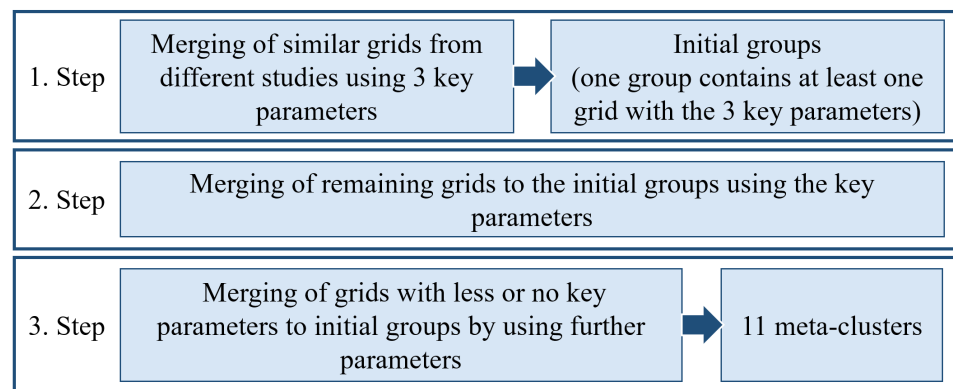 1. Step
Merging of similar grids from
different studies using 3 key
parameters
Initial groups
(one group contains at least one
grid with the 3 key parameters)
2. Step
Merging of remaining grids to the initial groups using the key
parameters
3. Step
Merging of grids with less or no key
parameters to initial groups by using further
parameters
11 meta-clusters